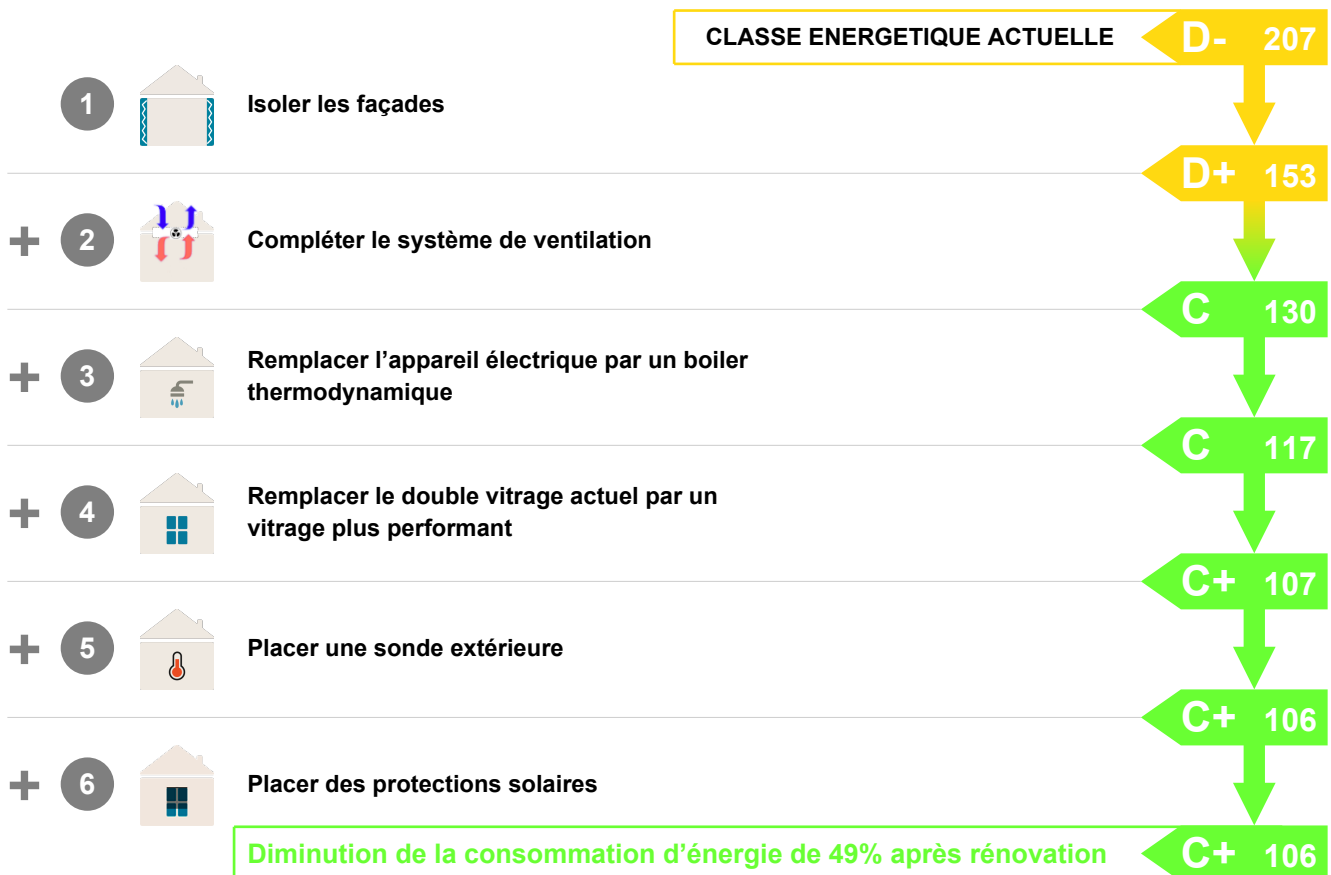 CLASSE ENERGETIQUE ACTUELLE D- 207
1 Isoler les façades
D+ 153
+ 2 Compléter le système de ventilation
C 130
+ 3 Remplacer l’appareil électrique par un boiler
thermodynamique
C 117
+ 4 Remplacer le double vitrage actuel par un
vitrage plus performant
C+ 107
+ 5 Placer une sonde extérieure
C+ 106
+ 6 Placer des protections solaires
Diminution de la consommation d’énergie de 49% après rénovation C+ 106